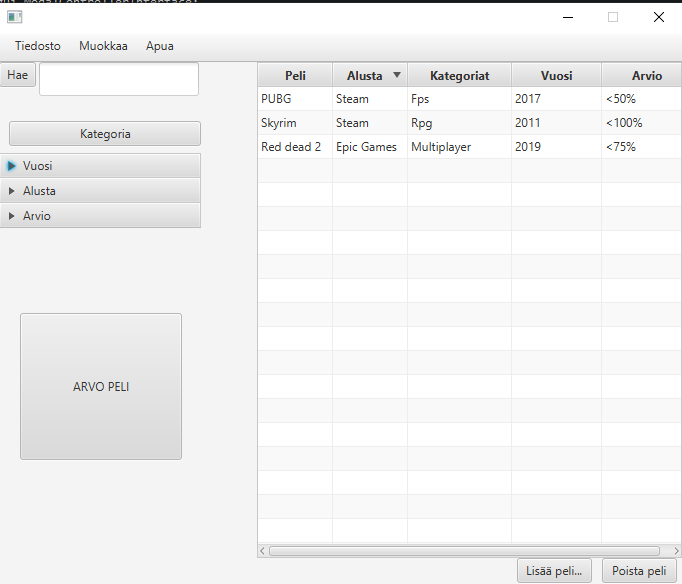 Tiedosto Muokkaa Apua
Hae
Kategoria
Vuosi
Alusta
Arvio
ARVO PELI
Peli Alusta Kategoriat Vuosi Arvio
PUBG Steam Fps 2017 <50%
Skyrim Steam Rpg 2011 <100%
Red dead 2 Epic Games Multiplayer 2019 <75%
Lisää peli... Poista peli